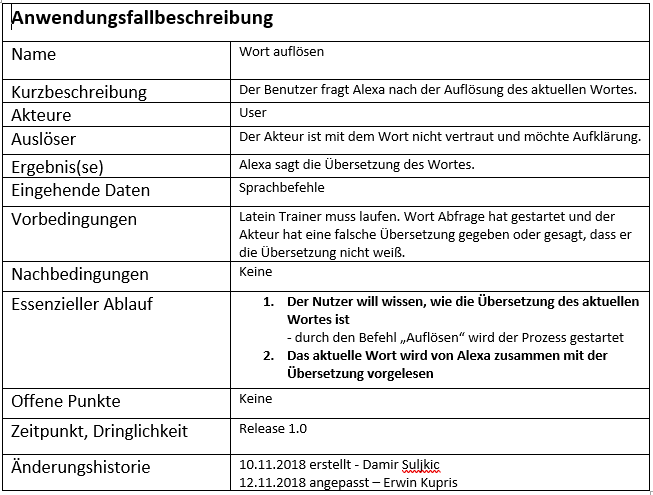 Anwendungsfallbeschreibung
Name
Wort auflösen
Kurzbeschreibung
Der Benutzer fragt Alexa nach der Auflösung des aktuellen Wortes.
Akteure
User
Auslöser
Der Akteur ist mit dem Wort nicht vertraut und möchte Aufklärung.
Ergebnis(se)
Alexa sagt die Übersetzung des Wortes.
Eingehende Daten
Sprachbefehle
Vorbedingungen
Latein Trainer muss laufen. Wort Abfrage hat gestartet und der
Akteur hat eine falsche Übersetzung gegeben oder gesagt, dass er
die Übersetzung nicht weiß.
Nachbedingungen
Keine
Essenzieller Ablauf
1. Der Nutzer will wissen, wie die Übersetzung des aktuellen
Wortes ist
- durch den Befehl „Auflösen“ wird der Prozess gestartet
2. Das aktuelle Wort wird von Alexa zusammen mit der
Übersetzung vorgelesen
Offene Punkte
Keine
Zeitpunkt, Dringlichkeit
Release 1.0
Änderungshistorie
10.11.2018 erstellt - Damir Suljkic
12.11.2018 angepasst – Erwin Kupris